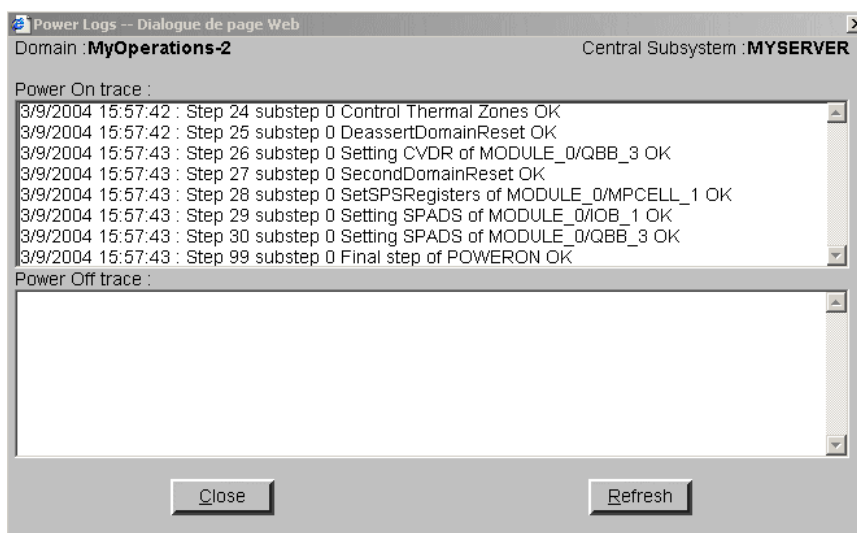 Power Logs -- Dialogue de page Web
Domain :MyOperations-2 Central Subsystem :MYSERVER
Power On trace :
3/9/2004 15:57:42 : Step 24 substep 0 Control Thermal Zones OK
3/9/2004 15:57:42 : Step 25 substep 0 DeassertDomainReset OK
3/9/2004 15:57:43 : Step 26 substep 0 Setting CVDR of MODULE_0/QBB_3 OK
3/9/2004 15:57:43 : Step 27 substep 0 SecondDomainReset OK
3/9/2004 15:57:43 : Step 28 substep 0 SetSPSRegisters of MODULE_0/MPCELL_1 OK
3/9/2004 15:57:43 : Step 29 substep 0 Setting SPADS of MODULE_0/IOB_1 OK
3/9/2004 15:57:43 : Step 30 substep 0 Setting SPADS of MODULE_0/QBB_3 OK
3/9/2004 15:57:43 : Step 99 substep 0 Final step of POWERON OK
Power Off trace :
Close Refresh